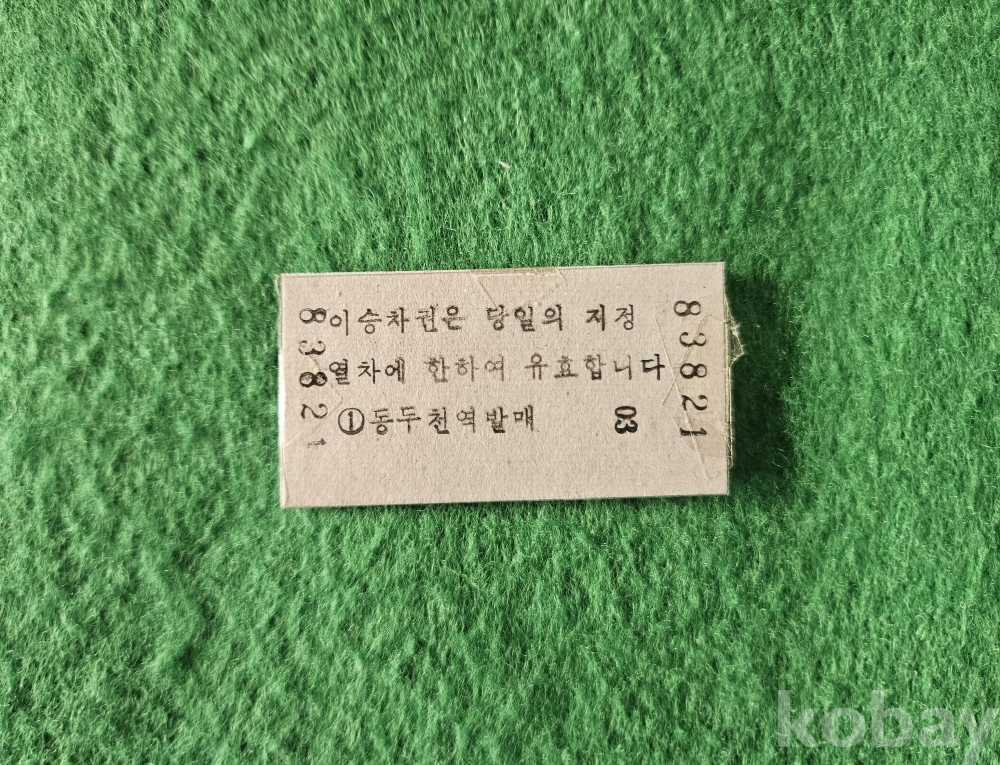 이승차권은 당일의 지정
열차에 한하여 유효합니다
①동두천역발매 03
83821
83821
kobay